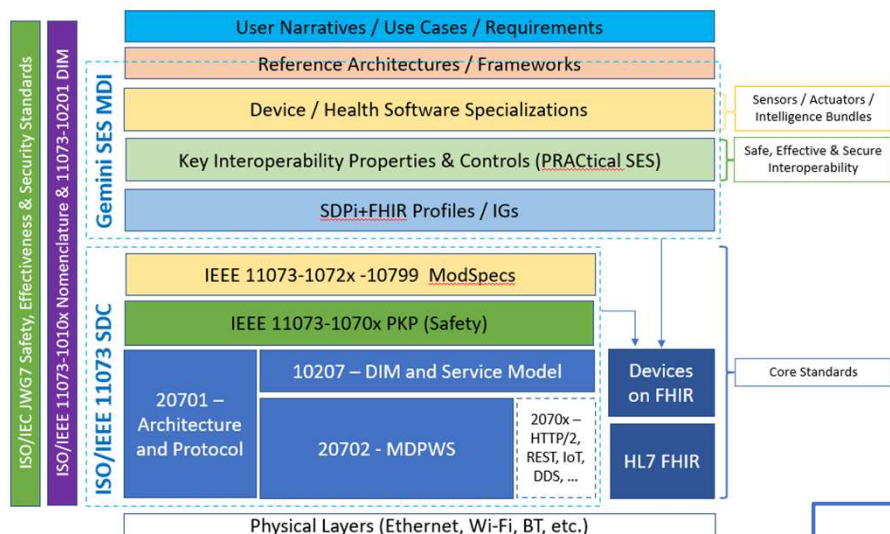 User Narratives / Use Cases / Requirements
Reference Architectures / Frameworks
Device / Health Software Specializations
Key Interoperability Properties & Controls (PRACtical SES)
SDPi+FHIR Profiles / IGs
Sensors / Actuators /
Intelligence Bundles
Safe, Effective & Secure
Interoperability
ISO/IEC JWG7 Safety, Effectiveness & Security Standards
ISO/IEEE 11073-1010x Nomenclature & 11073-10201 DIM
Gemini SES MDI
ISO/IEEE 11073 SDC
IEEE 11073-1072x -10799 ModSpecs
IEEE 11073-1070x PKP (Safety)
20701 –
Architecture
and Protocol
10207 – DIM and Service Model
20702 - MDPWS
2070x –
HTTP/2,
REST, IoT,
DDS, ...
Devices
on FHIR
HL7 FHIR
Core Standards
Physical Layers (Ethernet, Wi-Fi, BT, etc.)